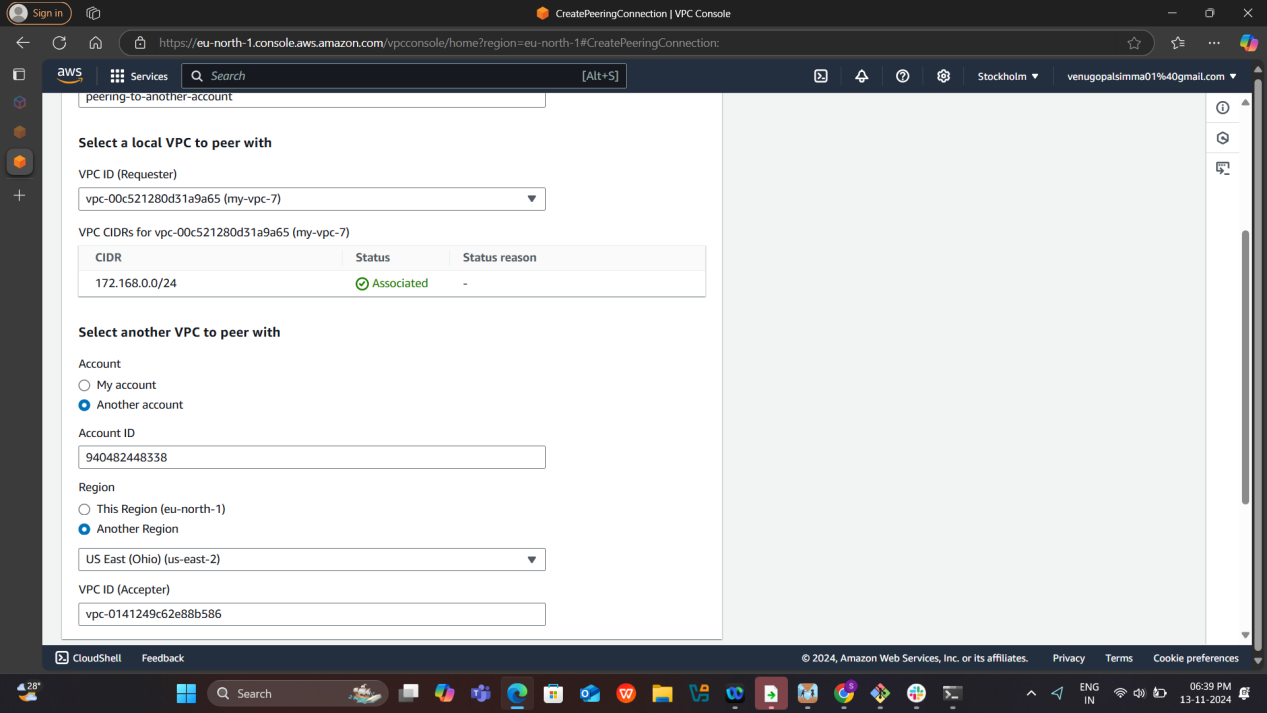 Sign in
CreatePeeringConnection | VPC Console
https://eu-north-1.console.aws.amazon.com/vpcconsole/home?region=eu-north-1#CreatePeeringConnection:
aws
Services
Search
[Alt+S]
Stockholm
venugopalsimma01%40gmail.com
peering-to-another-account
Select a local VPC to peer with
VPC ID (Requester)
vpc-00c521280d31a9a65 (my-vpc-7)
VPC CIDRs for vpc-00c521280d31a9a65 (my-vpc-7)
CIDR Status Status reason
172.168.0.0/24 Associated -
Select another VPC to peer with
Account
My account
Another account
Account ID
940482448338
Region
This Region (eu-north-1)
Another Region
US East (Ohio) (us-east-2)
VPC ID (Accepter)
vpc-0141249c62e88b586
CloudShell Feedback © 2024, Amazon Web Services, Inc. or its affiliates. Privacy Terms Cookie preferences
28°
Search
ENG
IN
06:39 PM
13-11-2024